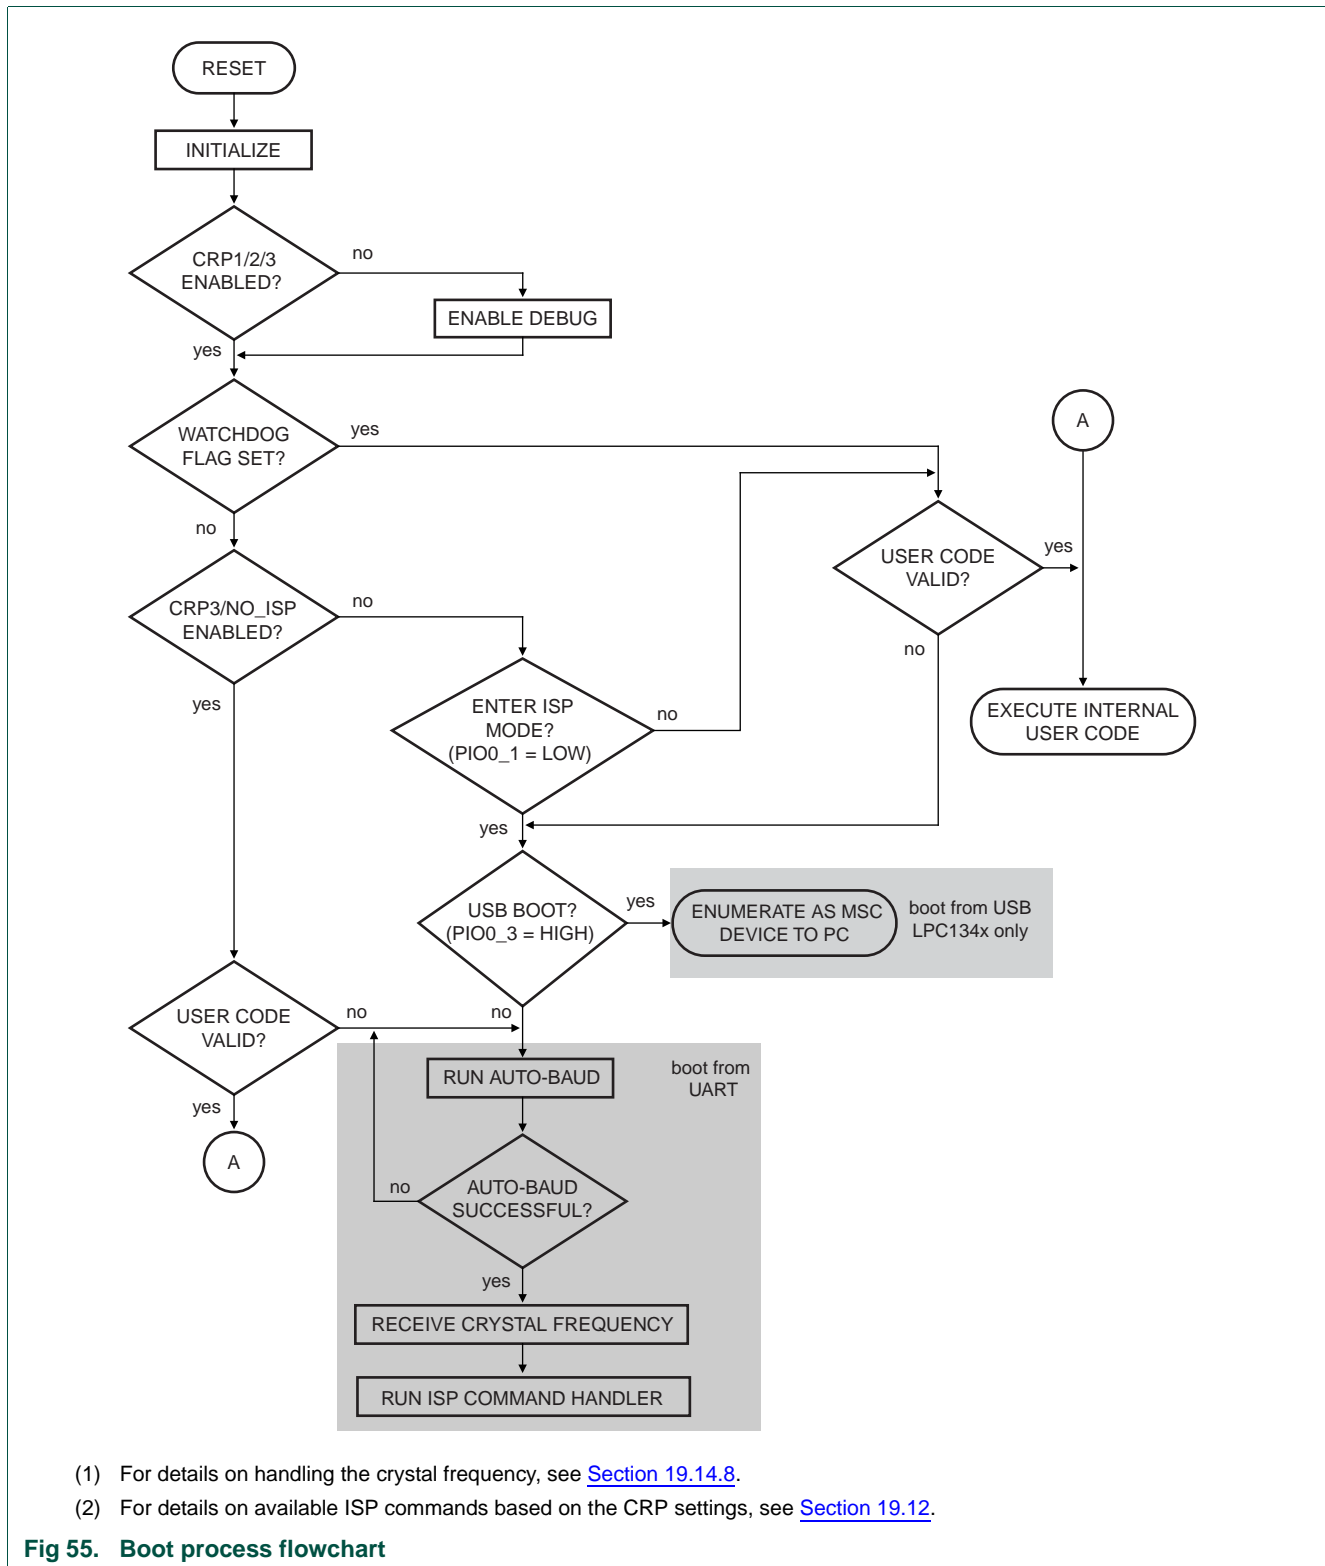 RESET
INITIALIZE
CRP1/2/3
ENABLED?
no
ENABLE DEBUG
yes
WATCHDOG
FLAG SET?
yes
A
no
USER CODE
VALID?
yes
no
CRP3/NO_ISP
ENABLED?
no
yes
ENTER ISP
MODE?
(PIO0_1 = LOW)
no
EXECUTE INTERNAL
USER CODE
yes
USB BOOT?
(PIO0_3 = HIGH)
yes
ENUMERATE AS MSC
DEVICE TO PC
boot from USB
LPC134x only
USER CODE
VALID?
no
no
yes
A
RUN AUTO-BAUD
boot from
UART
AUTO-BAUD
SUCCESSFUL?
no
yes
RECEIVE CRYSTAL FREQUENCY
RUN ISP COMMAND HANDLER
(1) For details on handling the crystal frequency, see Section 19.14.8.
(2) For details on available ISP commands based on the CRP settings, see Section 19.12.
Fig 55. Boot process flowchart